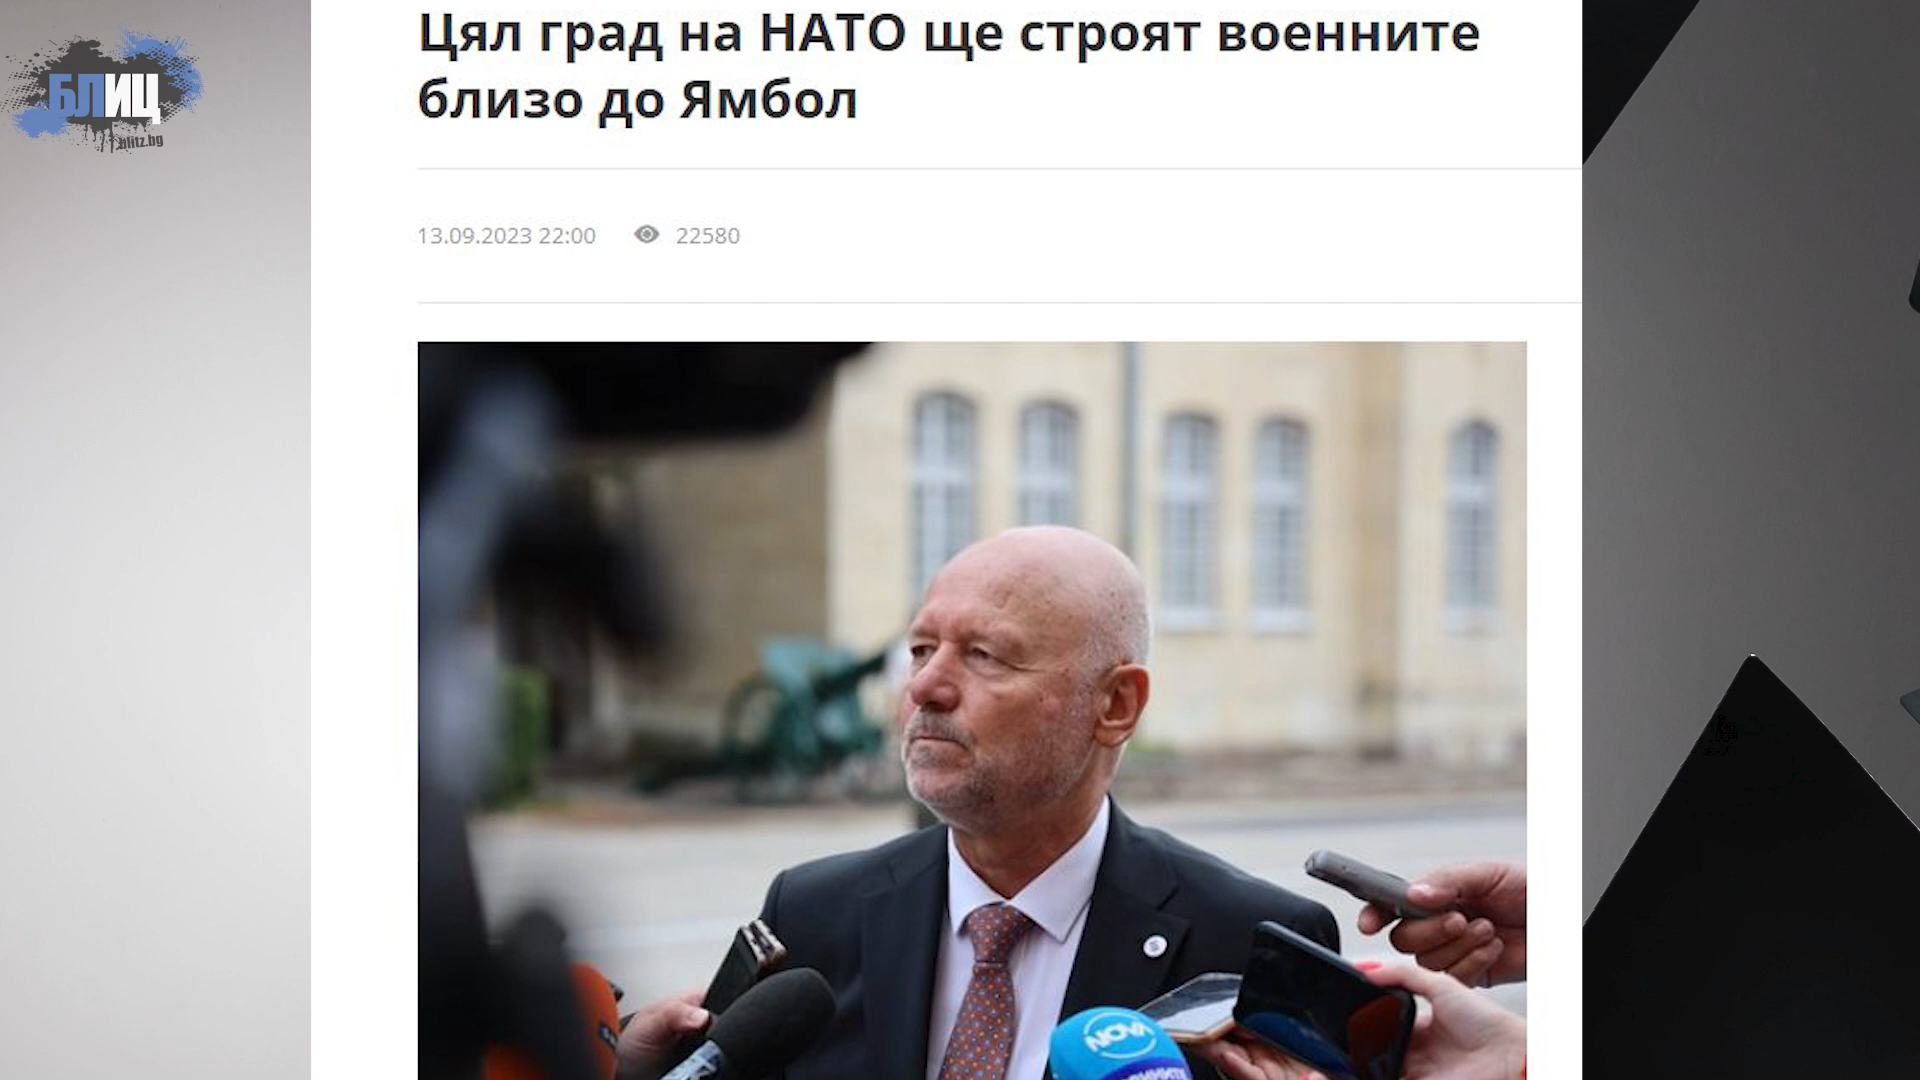 Цял град на НАТО ще строят военните
близо до Ямбол
БЛИЦ
blitz.bg
13.09.2023 22:00 22580
NOVA